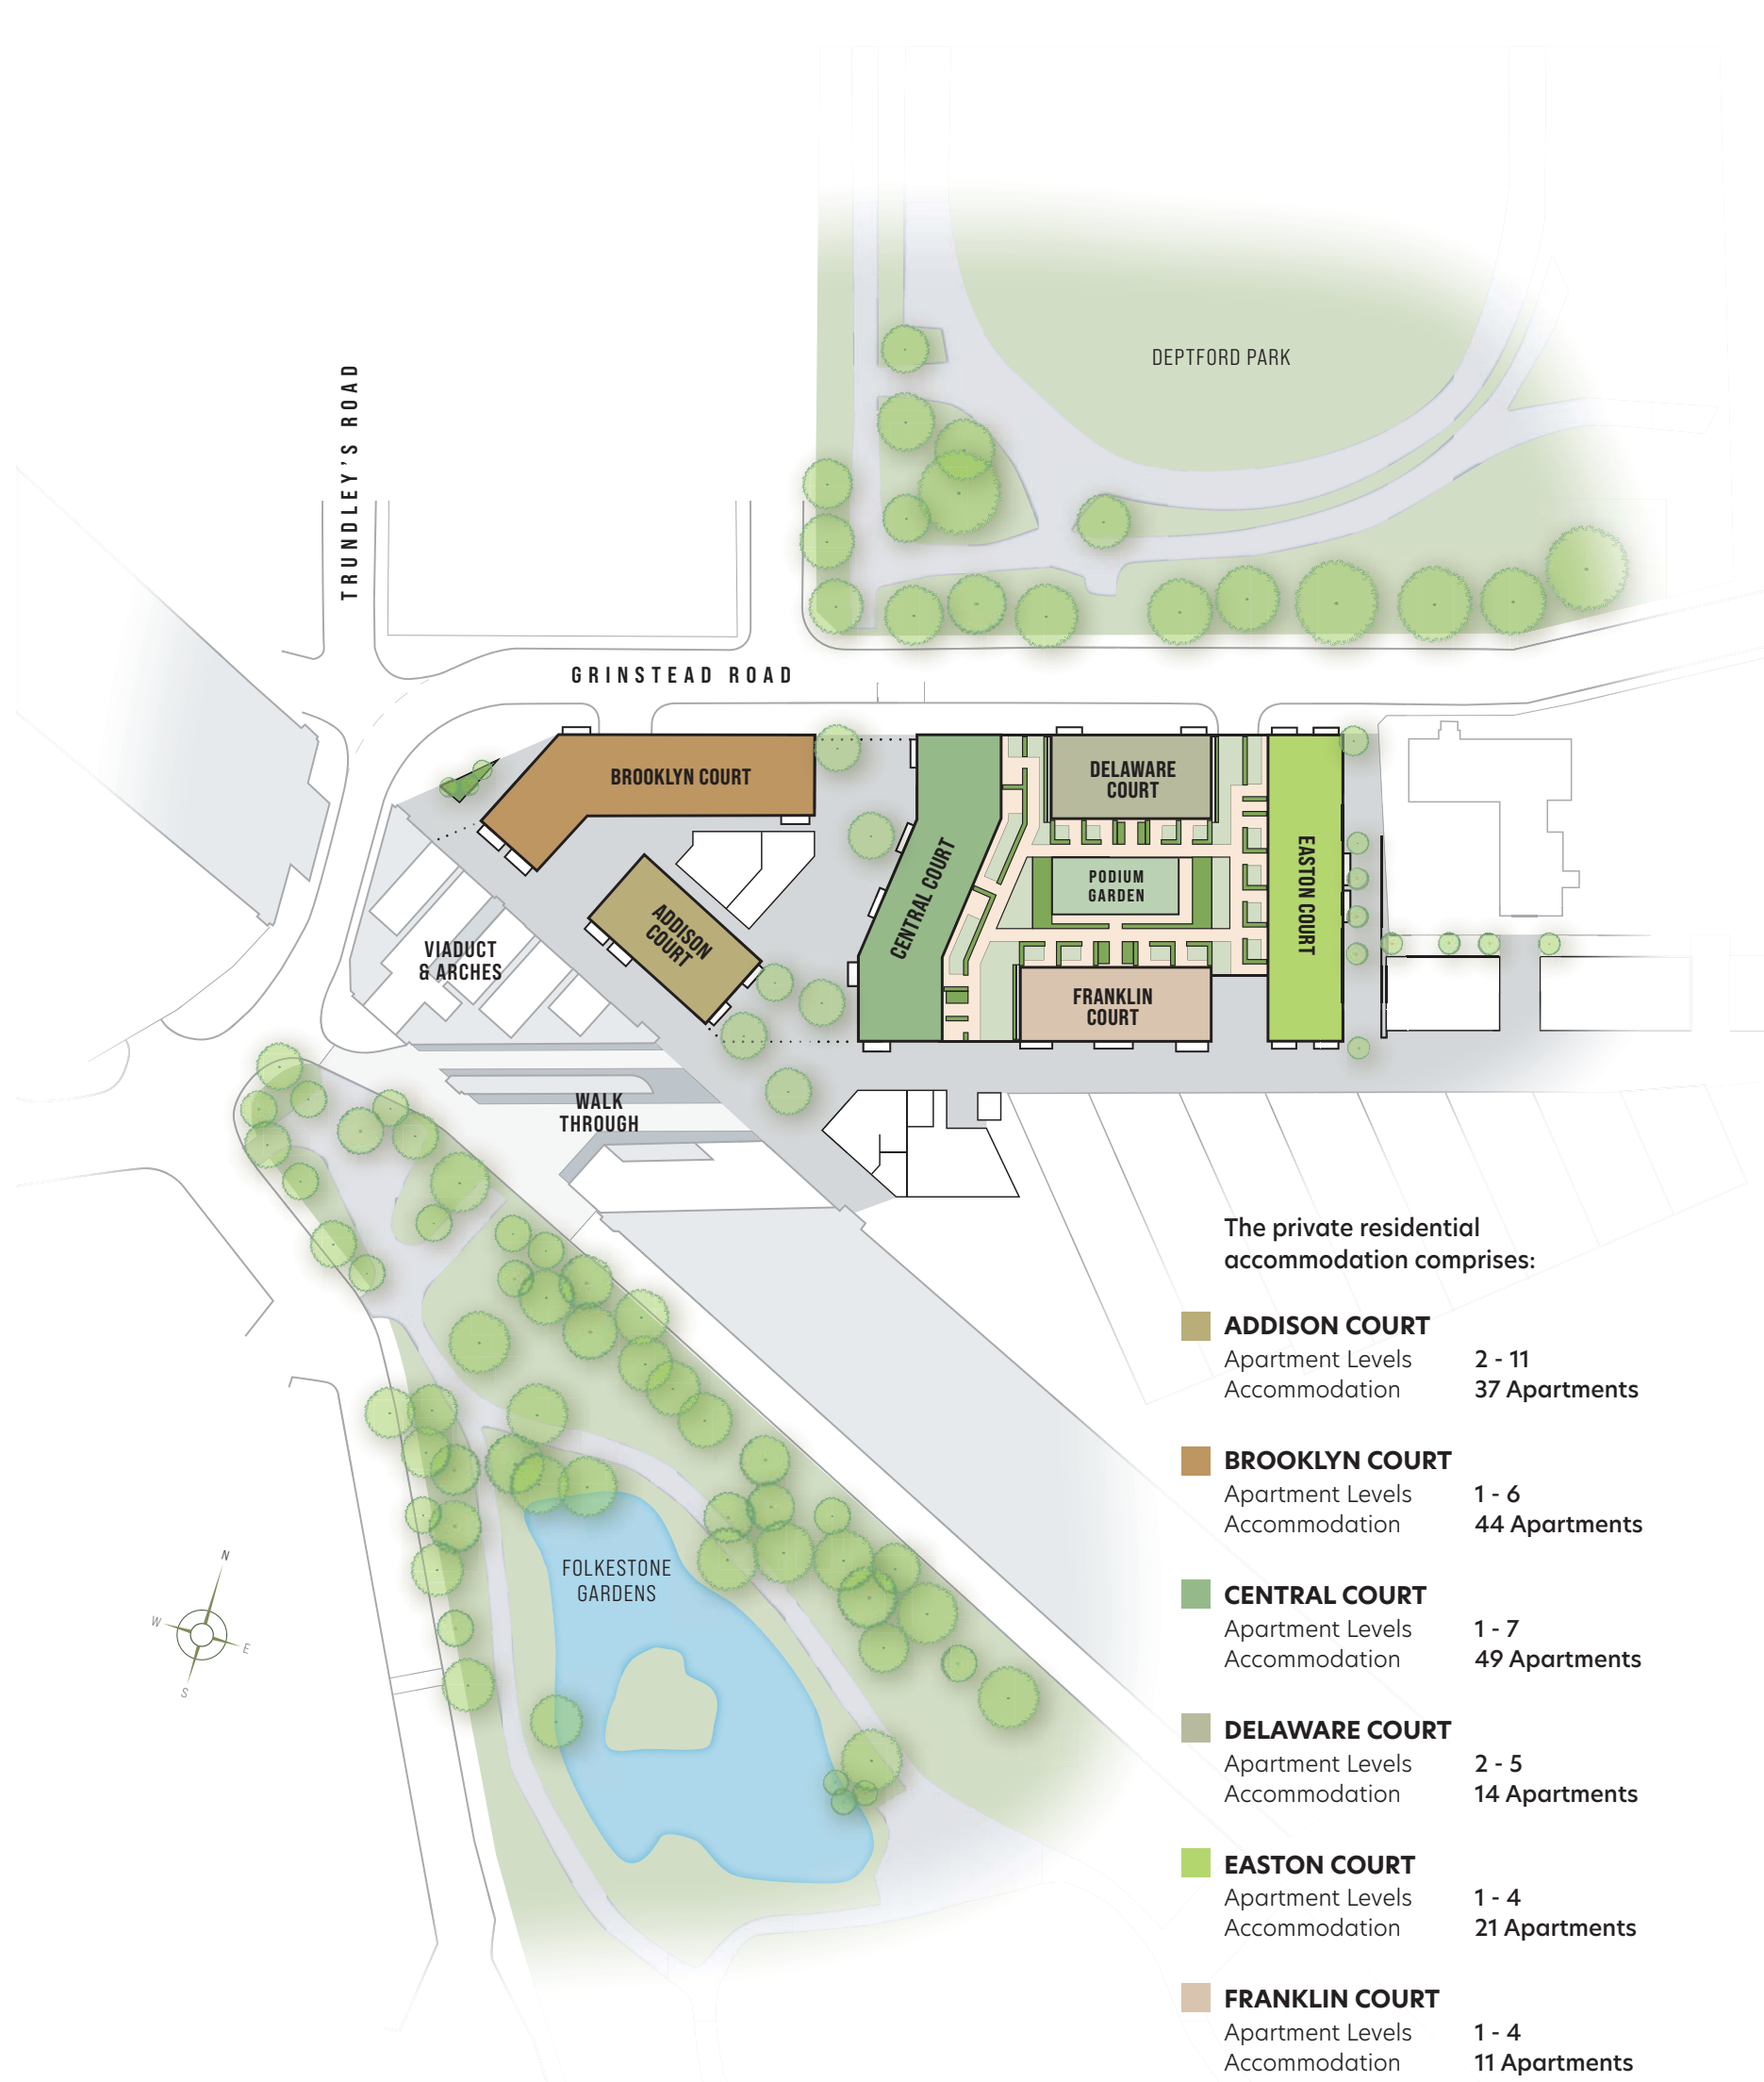 DEPTFORD PARK
TRUNDLEY'S ROAD
GRINSTEAD ROAD
BROOKLYN COURT
DELAWARE
COURT
CENTRAL COURT
EASTON COURT
PODIUM
GARDEN
ADDISON
COURT
VIADUCT
& ARCHES
FRANKLIN
COURT
WALK
THROUGH
FOLKESTONE
GARDENS
N
W
E
S
The private residential
accommodation comprises:
ADDISON COURT
Apartment Levels 2 - 11
Accommodation 37 Apartments
BROOKLYN COURT
Apartment Levels 1 - 6
Accommodation 44 Apartments
CENTRAL COURT
Apartment Levels 1 - 7
Accommodation 49 Apartments
DELAWARE COURT
Apartment Levels 2 - 5
Accommodation 14 Apartments
EASTON COURT
Apartment Levels 1 - 4
Accommodation 21 Apartments
FRANKLIN COURT
Apartment Levels 1 - 4
Accommodation 11 Apartments